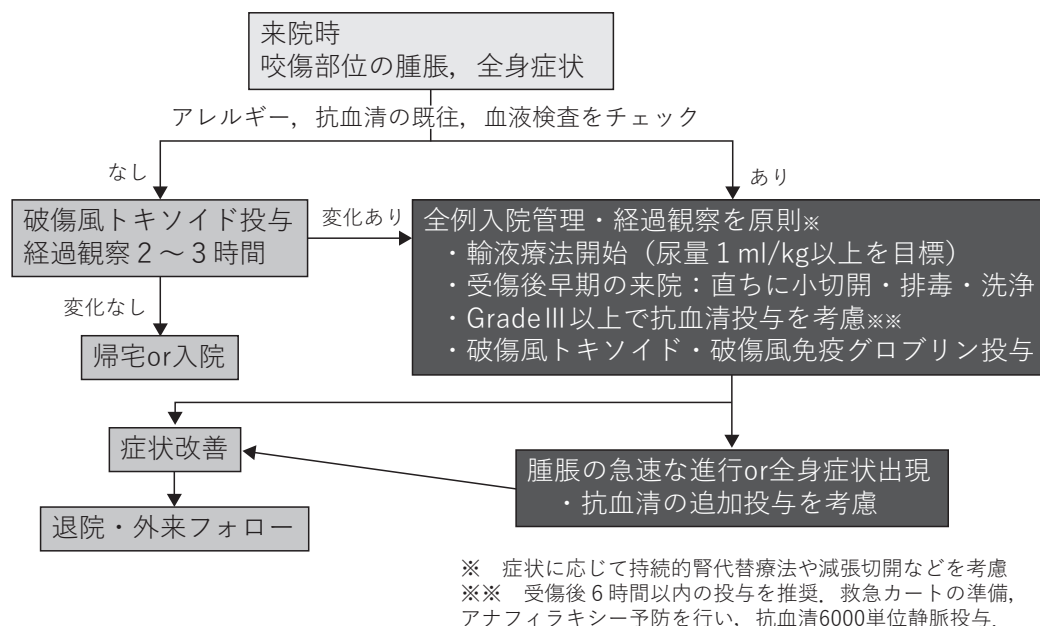 来院時
咬傷部位の腫脹，全身症状
アレルギー，抗血清の既往，血液検査をチェック
なし
あり
破傷風トキソイド投与
経過観察２～３時間
変化あり
全例入院管理・経過観察を原則※
・輸液療法開始（尿量１ml/kg以上を目標）
・受傷後早期の来院：直ちに小切開・排毒・洗浄
・GradeⅢ以上で抗血清投与を考慮※※
・破傷風トキソイド・破傷風免疫グロブリン投与
変化なし
帰宅or入院
症状改善
腫脹の急速な進行or全身症状出現
・抗血清の追加投与を考慮
退院・外来フォロー
※　症状に応じて持続的腎代替療法や減張切開などを考慮
※※　受傷後６時間以内の投与を推奨．救急カートの準備，
アナフィラキシー予防を行い，抗血清6000単位静脈投与．